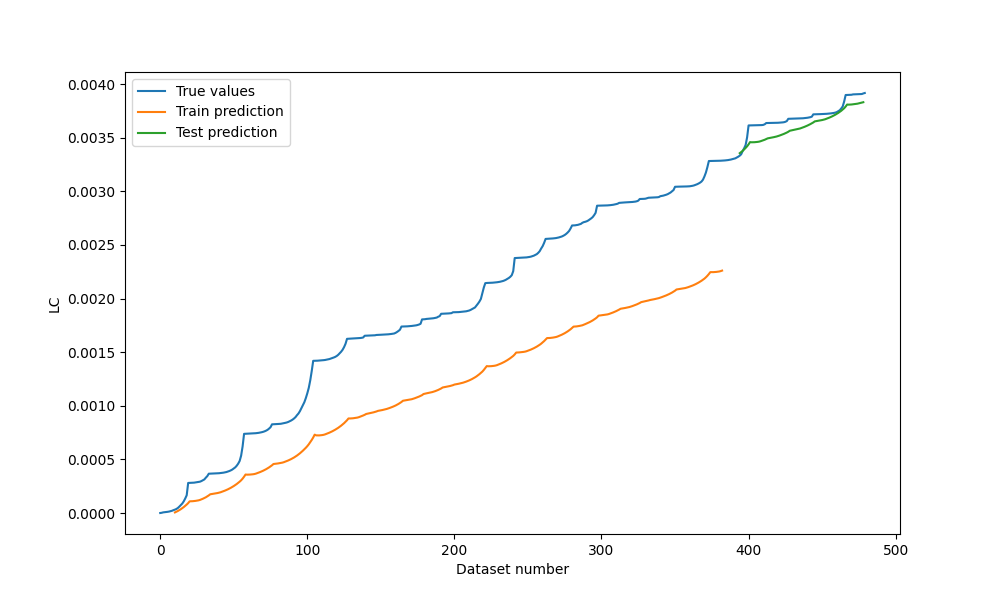 True values
Train prediction
Test prediction
0.0040
0.0035
0.0030
0.0025
0.0020
0.0015
0.0010
0.0005
0.0000
LC
0 100 200 300 400 500
Dataset number